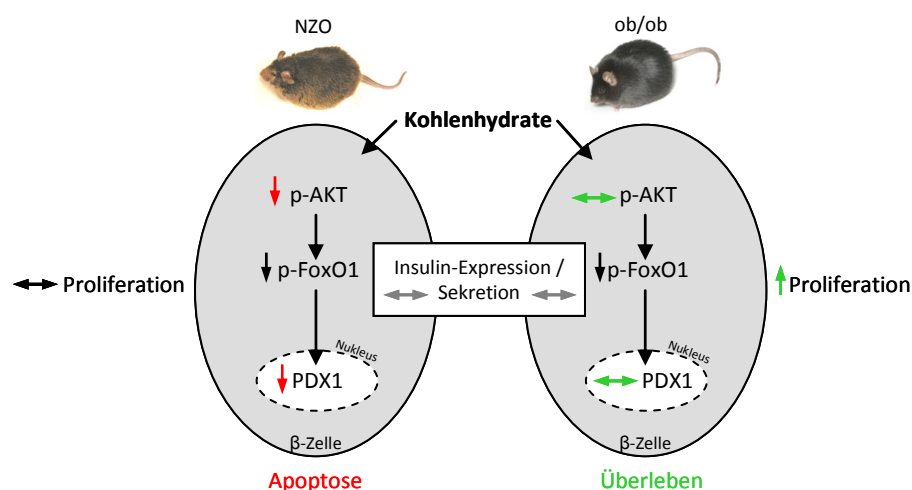 NZO
ob/ob
Kohlenhydrate
p-AKT
p-AKT
p-FoxO1
Insulin-Expression /
Sekretion
p-FoxO1
Proliferation
Proliferation
Nukleus
PDX1
Nukleus
PDX1
β-Zelle
β-Zelle
Apoptose
Überleben